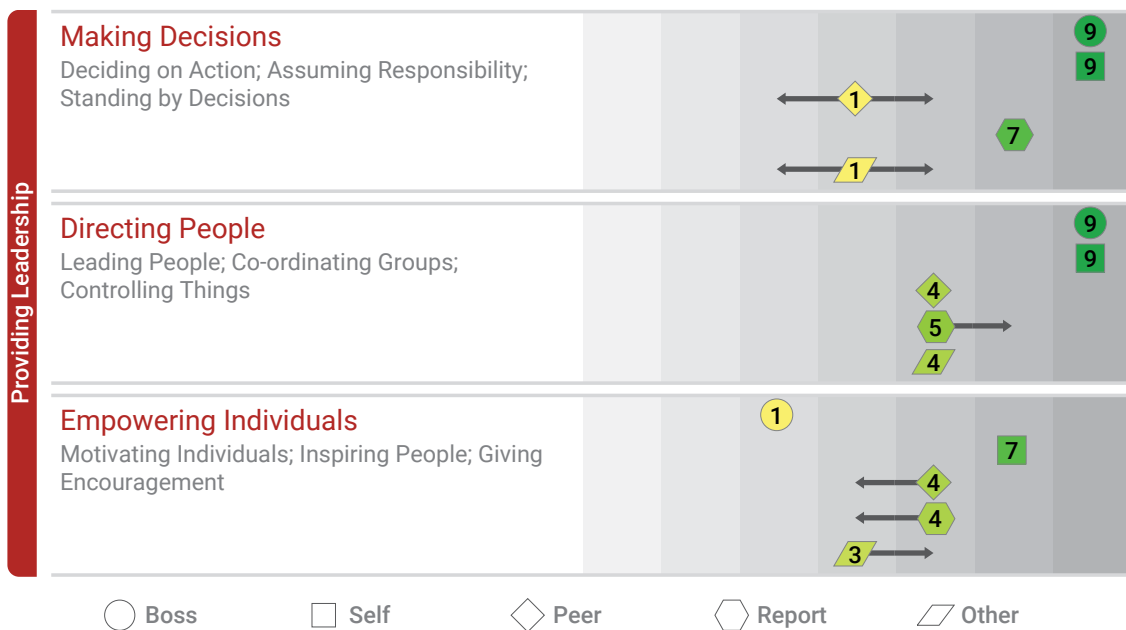 Providing Leadership
Making Decisions
Deciding on Action; Assuming Responsibility;
Standing by Decisions
9
9
1
7
1
Directing People
Leading People; Co-ordinating Groups;
Controlling Things
9
9
4
5
4
Empowering Individuals
Motivating Individuals; Inspiring People; Giving
Encouragement
1
7
4
4
3
Boss Self Peer Report Other